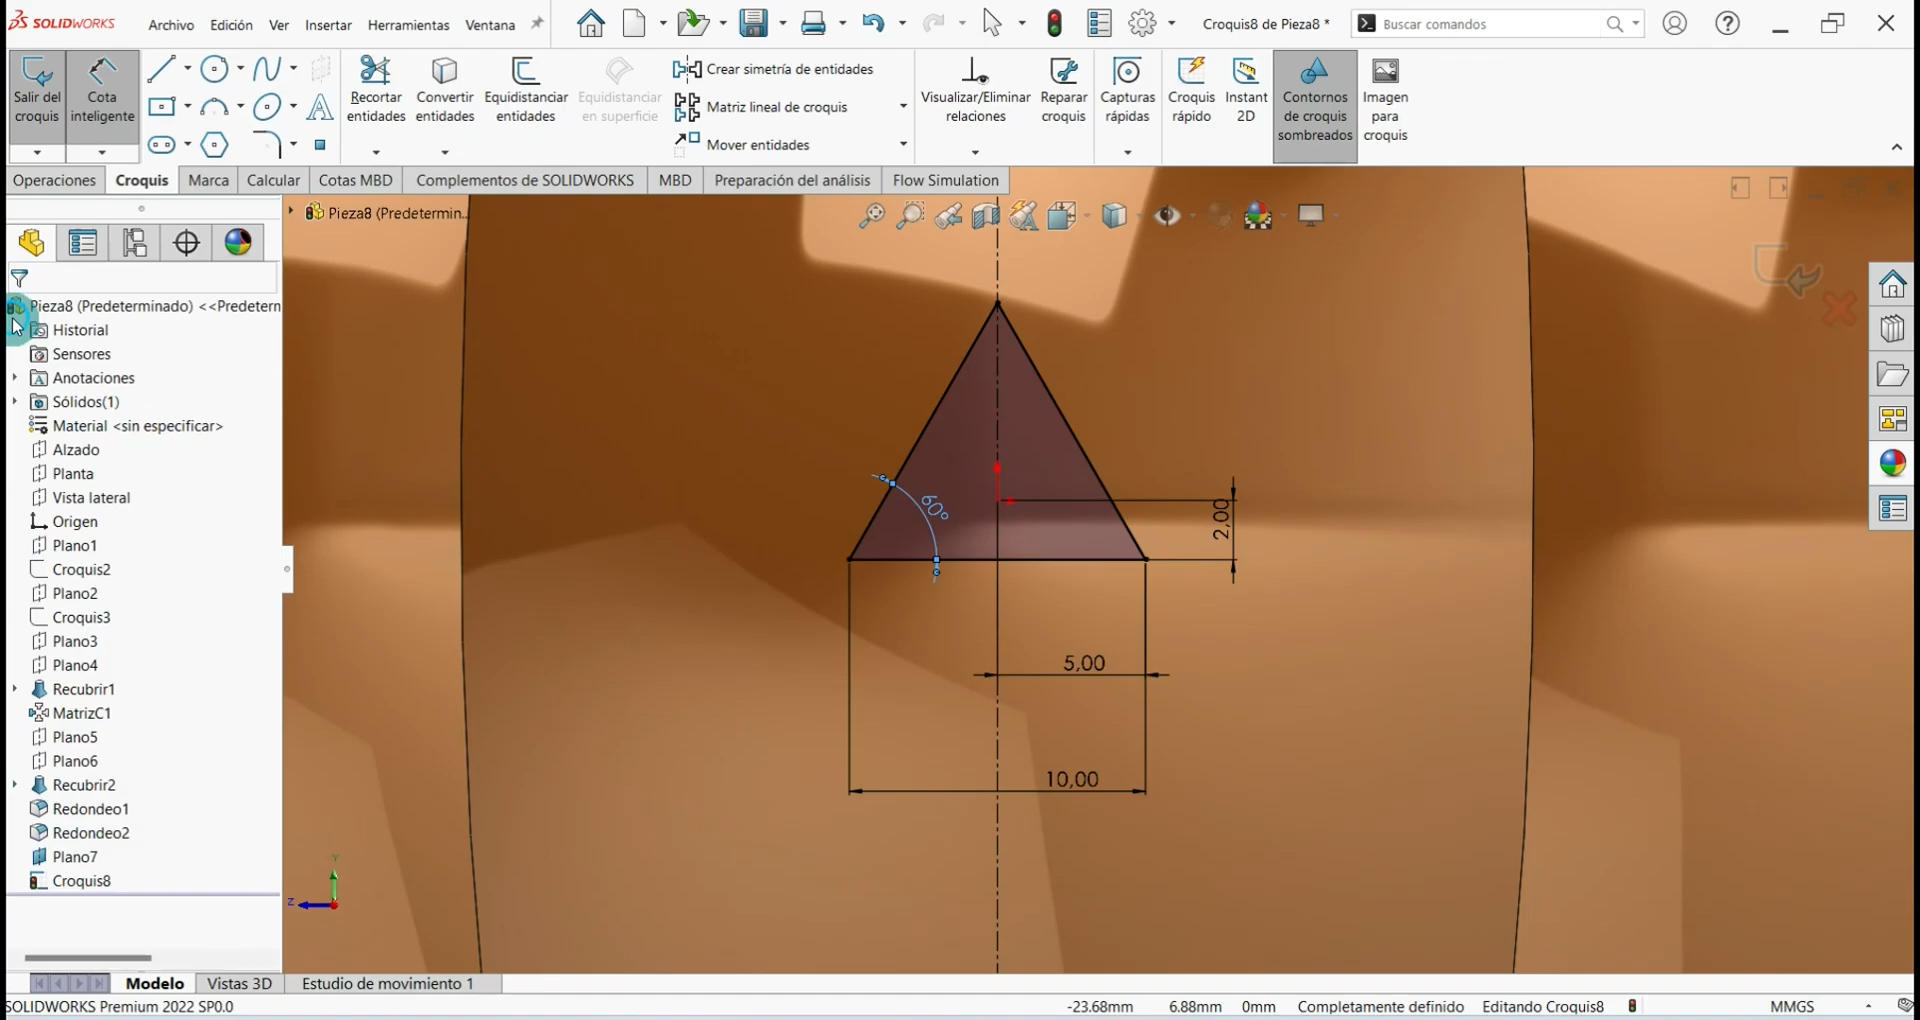 SOLIDWORKS
Archivo Edición Ver Insertar Herramientas Ventana
Croquis8 de Pieza8 *
Buscar comandos
Salir del croquis
Cota inteligente
Recortar entidades
Convertir entidades
Equidistanciar entidades
Equidistanciar en superficie
Crear simetría de entidades
Matriz lineal de croquis
Mover entidades
Visualizar/Eliminar relaciones
Reparar croquis
Capturas rápidas
Croquis rápido
Instant 2D
Contornos de croquis sombreados
Imagen para croquis
Operaciones Croquis Marca Calcular Cotas MBD Complementos de SOLIDWORKS MBD Preparación del análisis Flow Simulation
Pieza8 (Predetermin...
Pieza8 (Predeterminado) <<Predetern
Historial
Sensores
Anotaciones
Sólidos(1)
Material <sin especificar>
Alzado
Planta
Vista lateral
Origen
Plano1
Croquis2
Plano2
Croquis3
Plano3
Plano4
Recubrir1
MatrizC1
Plano5
Plano6
Recubrir2
Redondeo1
Redondeo2
Plano7
Croquis8
60°
2,00
5,00
10,00
Y
Z
Modelo Vistas 3D Estudio de movimiento 1
SOLIDWORKS Premium 2022 SP0.0
-23.68mm 6.88mm 0mm Completamente definido Editando Croquis8 MMGS